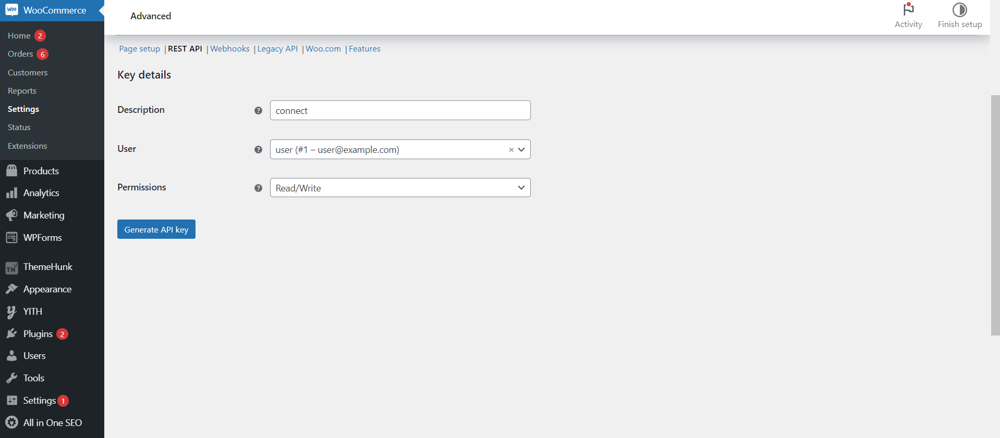 Woo WooCommerce
Home 2
Orders 6
Customers
Reports
Settings
Status
Extensions
Products
Analytics
Marketing
WPForms
TH ThemeHunk
Appearance
YITH
Plugins 2
Users
Tools
Settings 1
All in One SEO
Advanced
Activity
Finish setup
Page setup | REST API | Webhooks | Legacy API | Woo.com | Features
Key details
Description ? connect
User ? user (#1 – user@example.com) ×
Permissions ? Read/Write
Generate API key